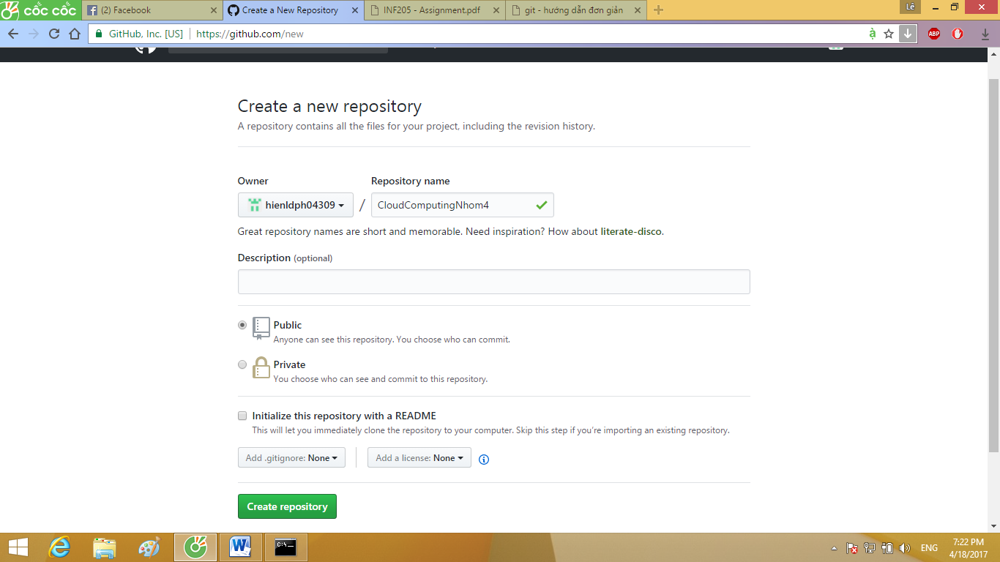 cốc cốc
(2) Facebook
Create a New Repository
INF205 - Assignment.pdf
git - hướng dẫn đơn giản
Lê
GitHub, Inc. [US]
https://github.com/new
ABP
Create a new repository
A repository contains all the files for your project, including the revision history.
Owner
Repository name
hienldph04309
/
CloudComputingNhom4
Great repository names are short and memorable. Need inspiration? How about literate-disco.
Description (optional)
Public
Anyone can see this repository. You choose who can commit.
Private
You choose who can see and commit to this repository.
Initialize this repository with a README
This will let you immediately clone the repository to your computer. Skip this step if you're importing an existing repository.
Add .gitignore: None
Add a license: None
Create repository
ENG
7:22 PM
4/18/2017